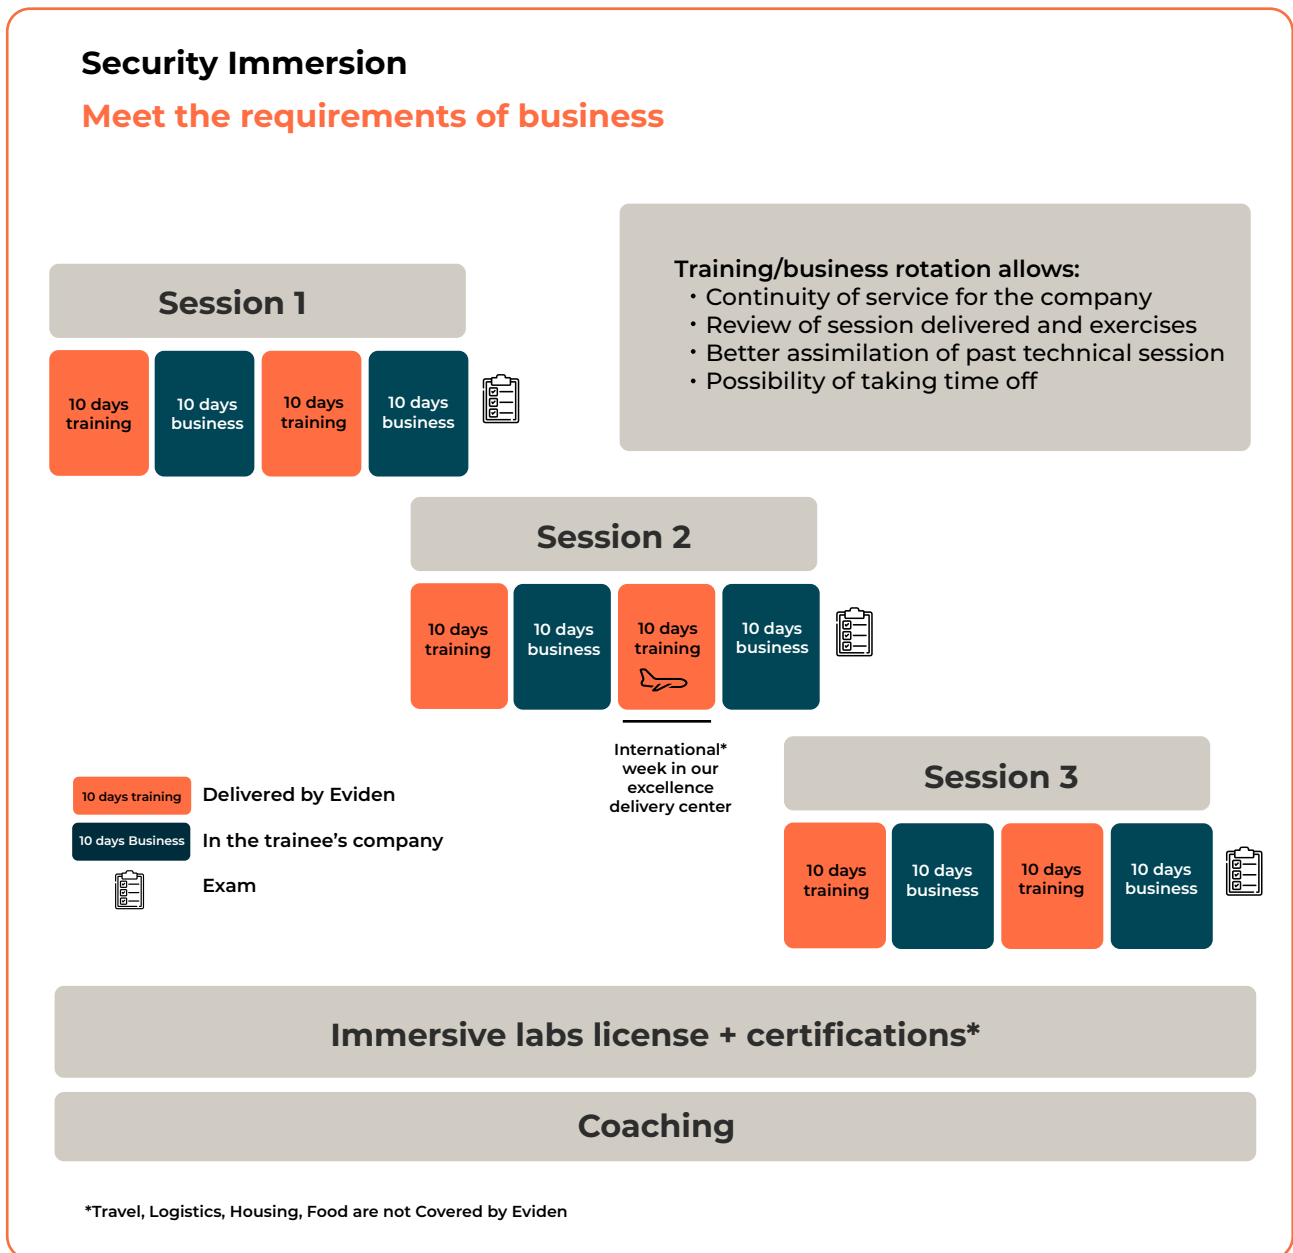 Security Immersion
Meet the requirements of business
Training/business rotation allows:
• Continuity of service for the company
• Review of session delivered and exercises
• Better assimilation of past technical session
• Possibility of taking time off
Session 1
10 days
training
10 days
business
10 days
training
10 days
business
Session 2
10 days
training
10 days
business
10 days
training
10 days
business
International*
week in our
excellence
delivery center
Session 3
10 days
training
10 days
business
10 days
training
10 days
business
10 days training
Delivered by Eviden
10 days Business
In the trainee’s company
Exam
Immersive labs license + certifications*
Coaching
*Travel, Logistics, Housing, Food are not Covered by Eviden